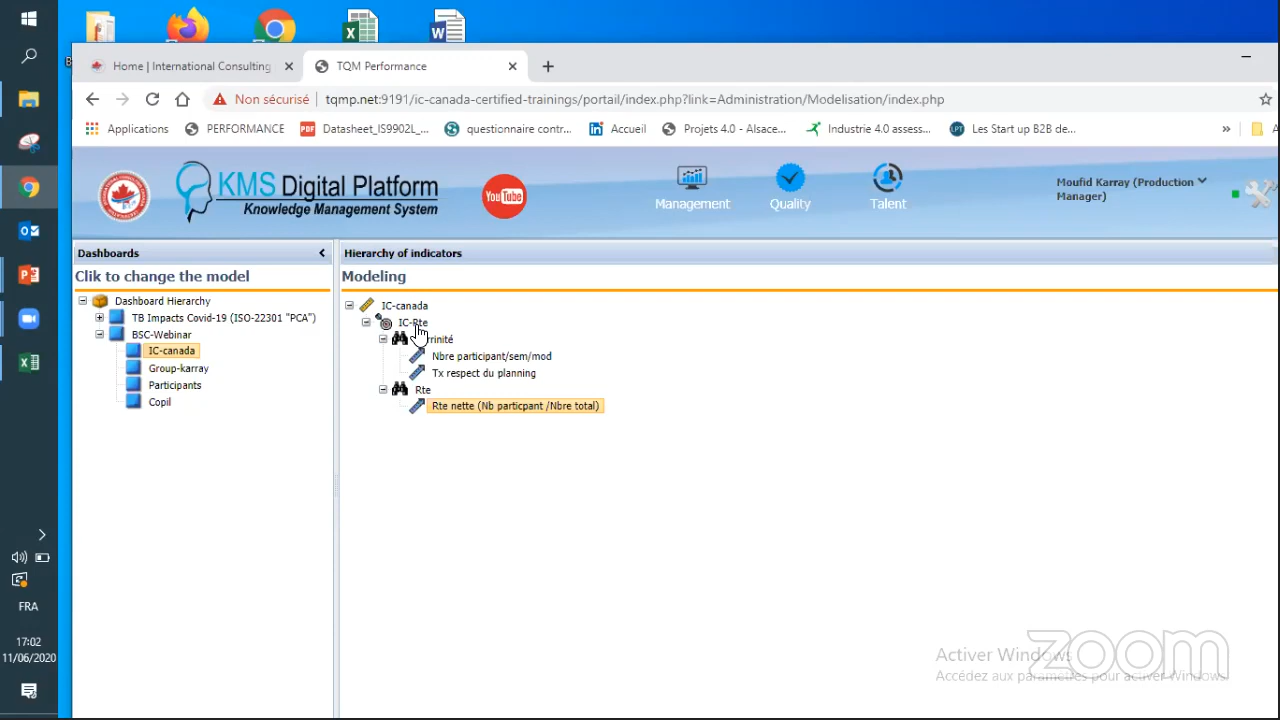 Home | International Consulting
TQM Performance
Non sécurisé
tqmp.net:9191/ic-canada-certified-trainings/portail/index.php?link=Administration/Modelisation/index.php
Applications
PERFORMANCE
Datasheet_IS9902L_...
questionnaire contr...
Accueil
Projets 4.0 - Alsace...
Industrie 4.0 assess...
Les Start up B2B de...
»
KMS Digital Platform
Knowledge Management System
YouTube
Management
Quality
Talent
Moufid Karray (Production
Manager)
Dashboards
Hierarchy of indicators
Clik to change the model
Modeling
Dashboard Hierarchy
TB Impacts Covid-19 (ISO-22301 "PCA")
BSC-Webinar
IC-canada
Group-karray
Participants
Copil
IC-canada
IC-Rte
Nbre participant/sem/mod
Tx respect du planning
Rte
Rte nette (Nb particpant /Nbre total)
FRA
17:02
11/06/2020
Activer Windows
Accédez aux paramètres pour activer Windows.
zoom